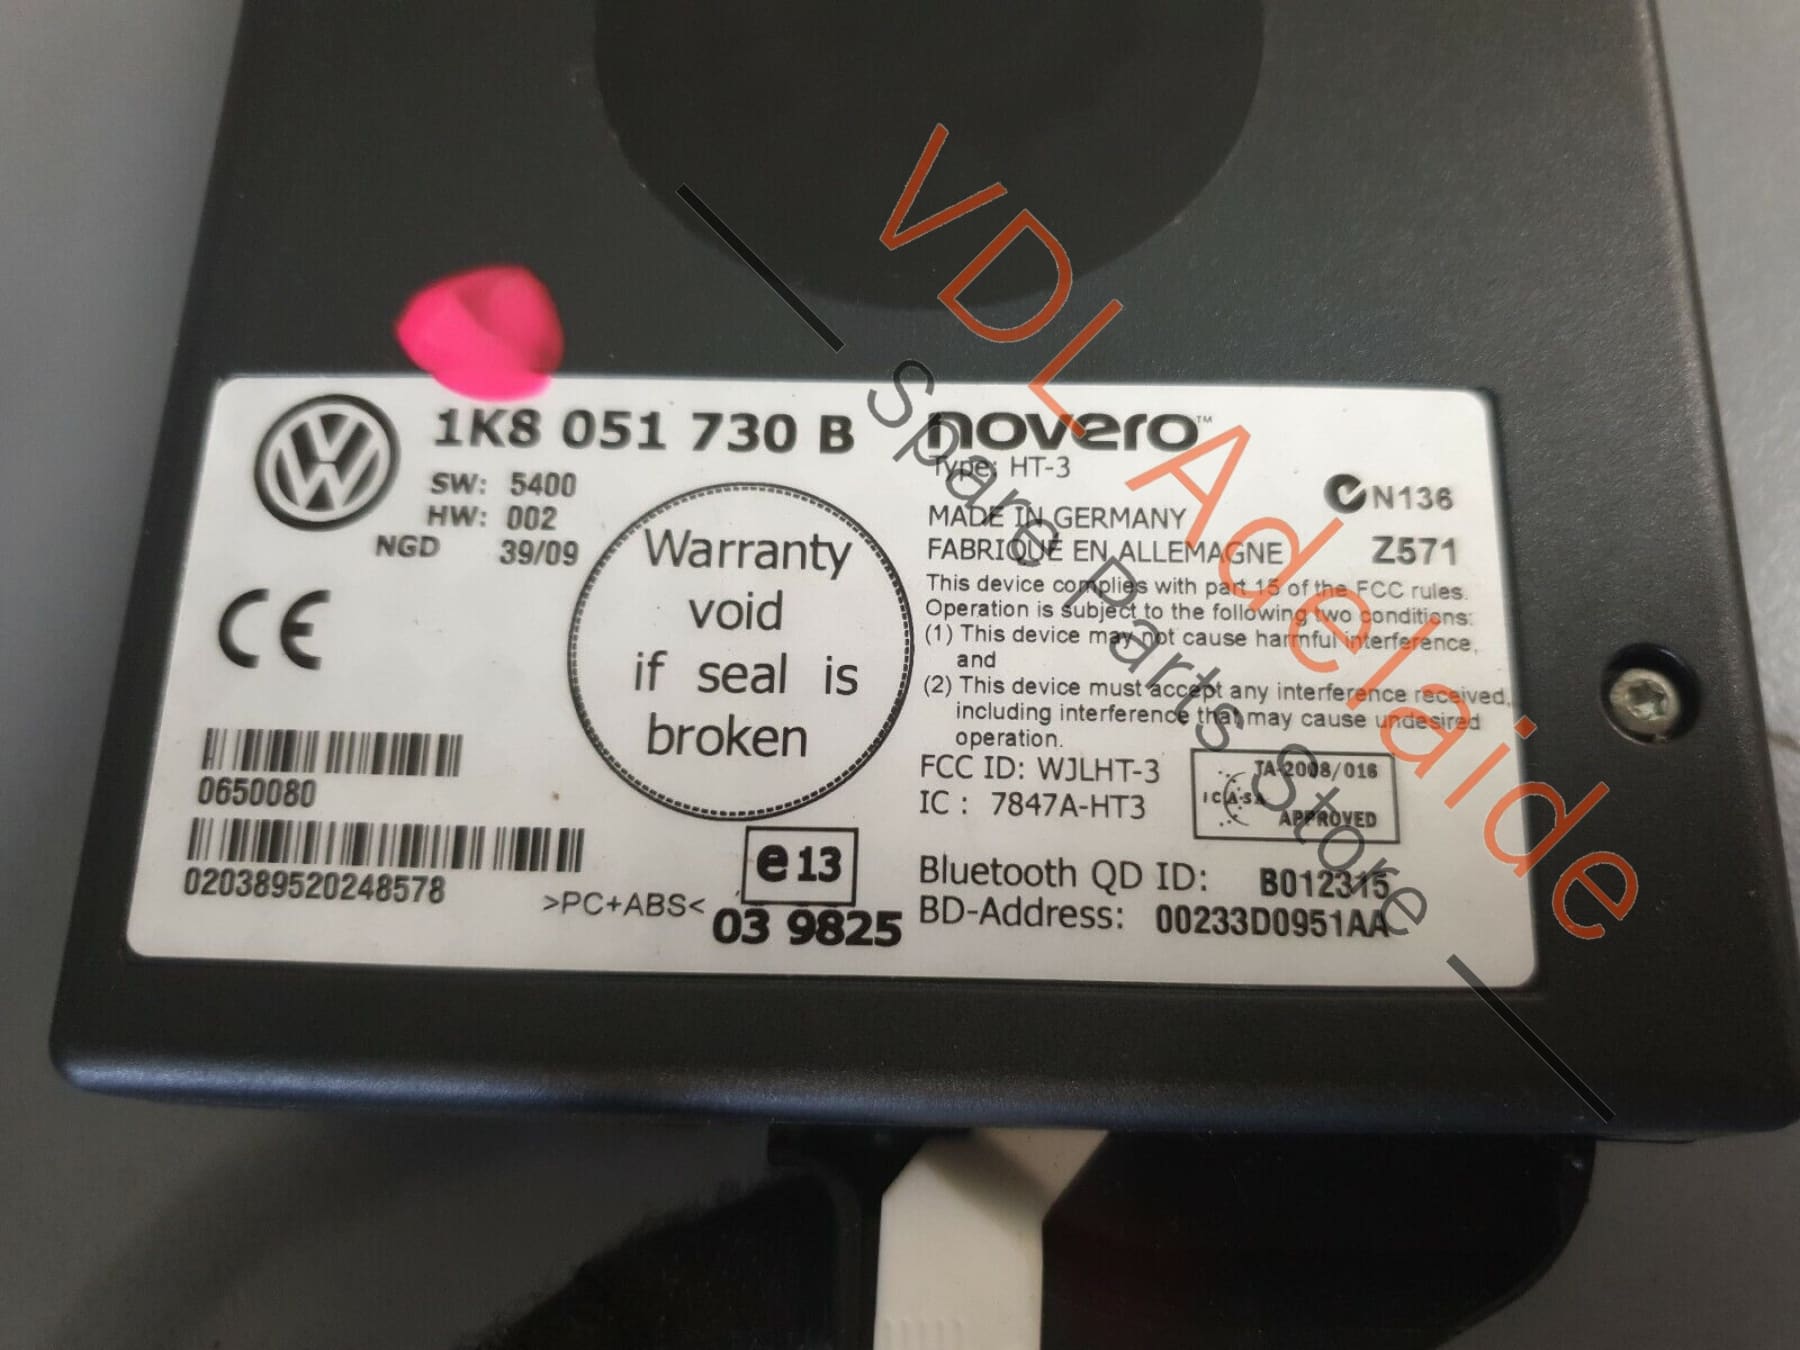 1K8 051 730 B
SW: 5400
HW: 002
NGD 39/09
CE
Warranty
void
if seal is
broken
0650080
020389520248578
>PC+ABS<
e13
03 9825
novero™
Type: HT-3
N136
MADE IN GERMANY
FABRIQUE EN ALLEMAGNE
Z571
This device complies with part 15 of the FCC rules.
Operation is subject to the following two conditions:
(1) This device may not cause harmful interference,
and
(2) This device must accept any interference received,
including interference that may cause undesired
operation.
FCC ID: WJLHT-3
IC : 7847A-HT3
TA-2008/016
ICASA
APPROVED
Bluetooth QD ID: B012315
BD-Address: 00233D0951AA
VDL Adelaide
Spare Parts Store